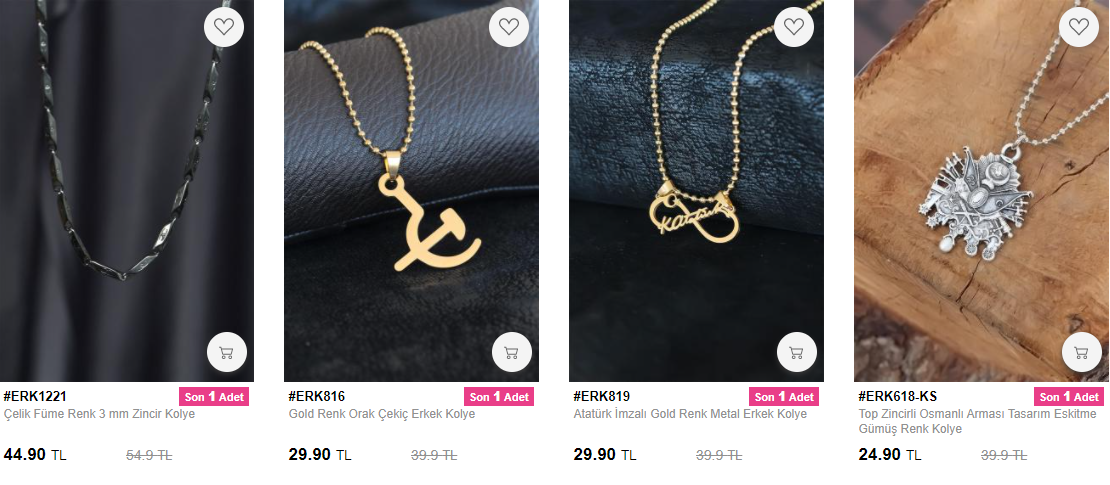 #ERK1221
Son 1 Adet
Çelik Füme Renk 3 mm Zincir Kolye
44.90 TL
54.9 TL
#ERK816
Son 1 Adet
Gold Renk Orak Çekiç Erkek Kolye
29.90 TL
39.9 TL
K.Atatürk
#ERK819
Son 1 Adet
Atatürk İmzalı Gold Renk Metal Erkek Kolye
29.90 TL
39.9 TL
#ERK618-KS
Son 1 Adet
Top Zincirli Osmanlı Arması Tasarım Eskitme
Gümüş Renk Kolye
24.90 TL
39.9 TL